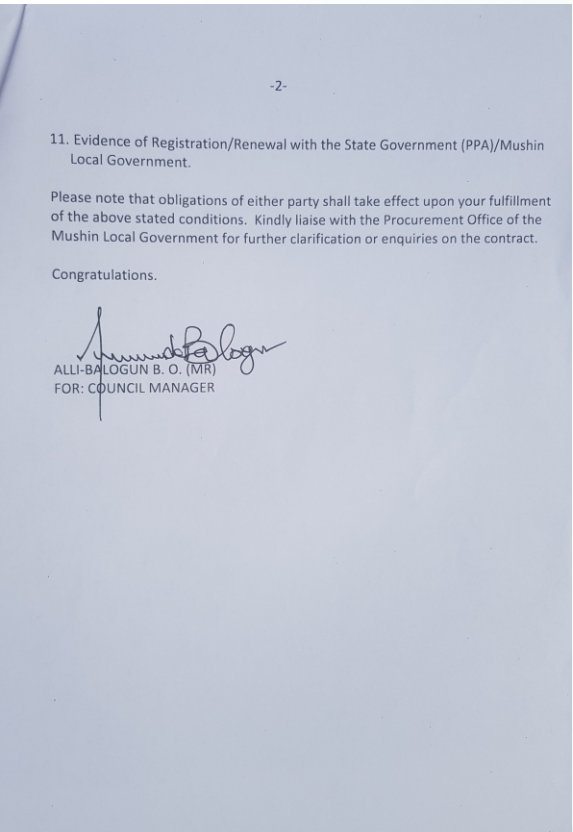 -2-
11. Evidence of Registration/Renewal with the State Government (PPA)/Mushin
Local Government.
Please note that obligations of either party shall take effect upon your fulfillment
of the above stated conditions. Kindly liaise with the Procurement Office of the
Mushin Local Government for further clarification or enquiries on the contract.
Congratulations.
ALLI-BALOGUN B. O. (MR)
FOR: COUNCIL MANAGER